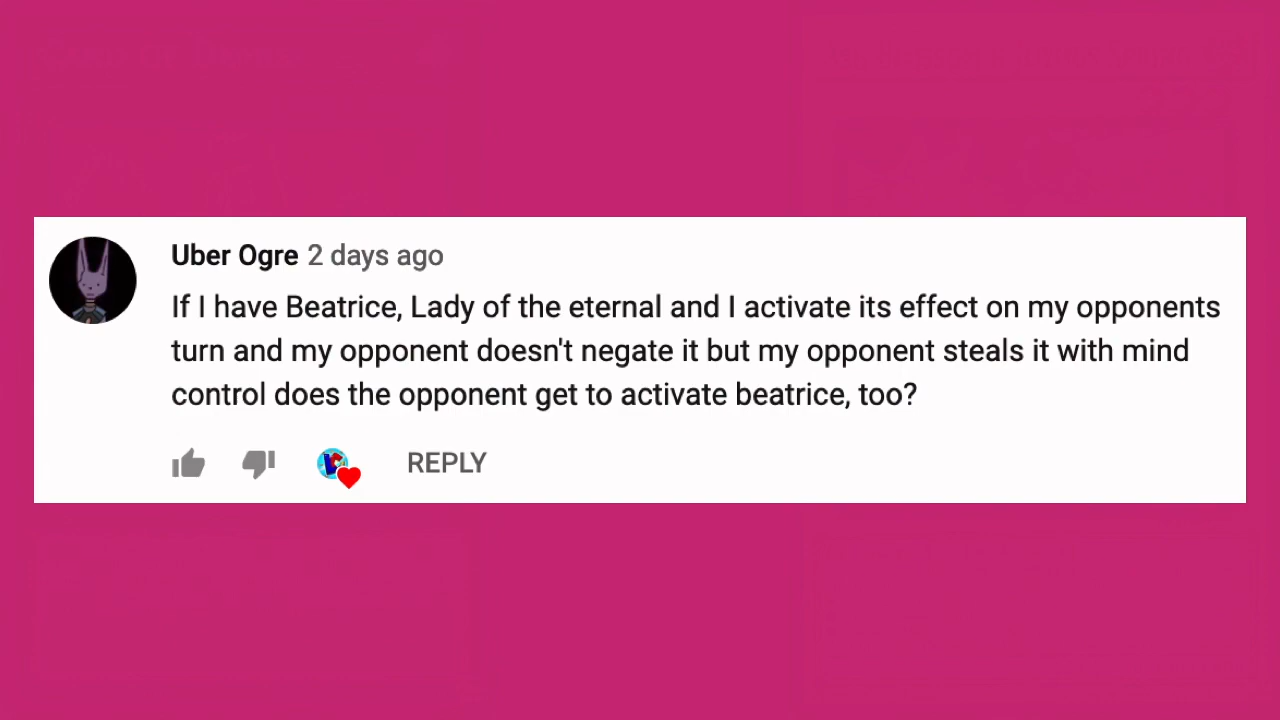 Uber Ogre 2 days ago
If I have Beatrice, Lady of the eternal and I activate its effect on my opponents
turn and my opponent doesn't negate it but my opponent steals it with mind
control does the opponent get to activate beatrice, too?
REPLY